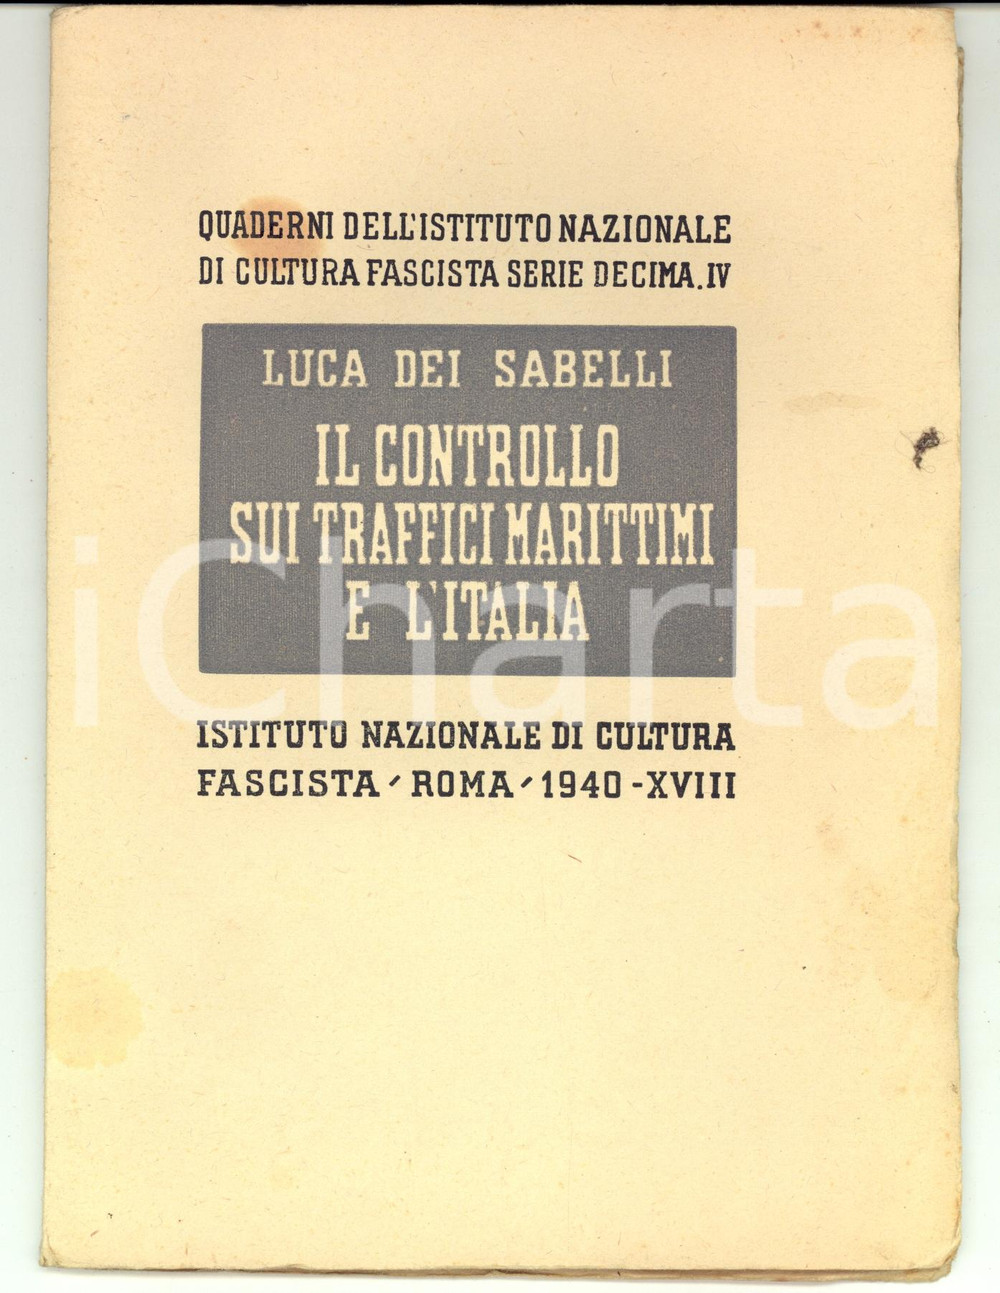 QUADERNI DELL'ISTITUTO NAZIONALE
DI CULTURA FASCISTA SERIE DECIMA.IV
LUCA DEI SABELLI
IL CONTROLLO
SUI TRAFFICI MARITTIMI
E L'ITALIA
iCharta
ISTITUTO NAZIONALE DI CULTURA
FASCISTA - ROMA - 1940 - XVIII